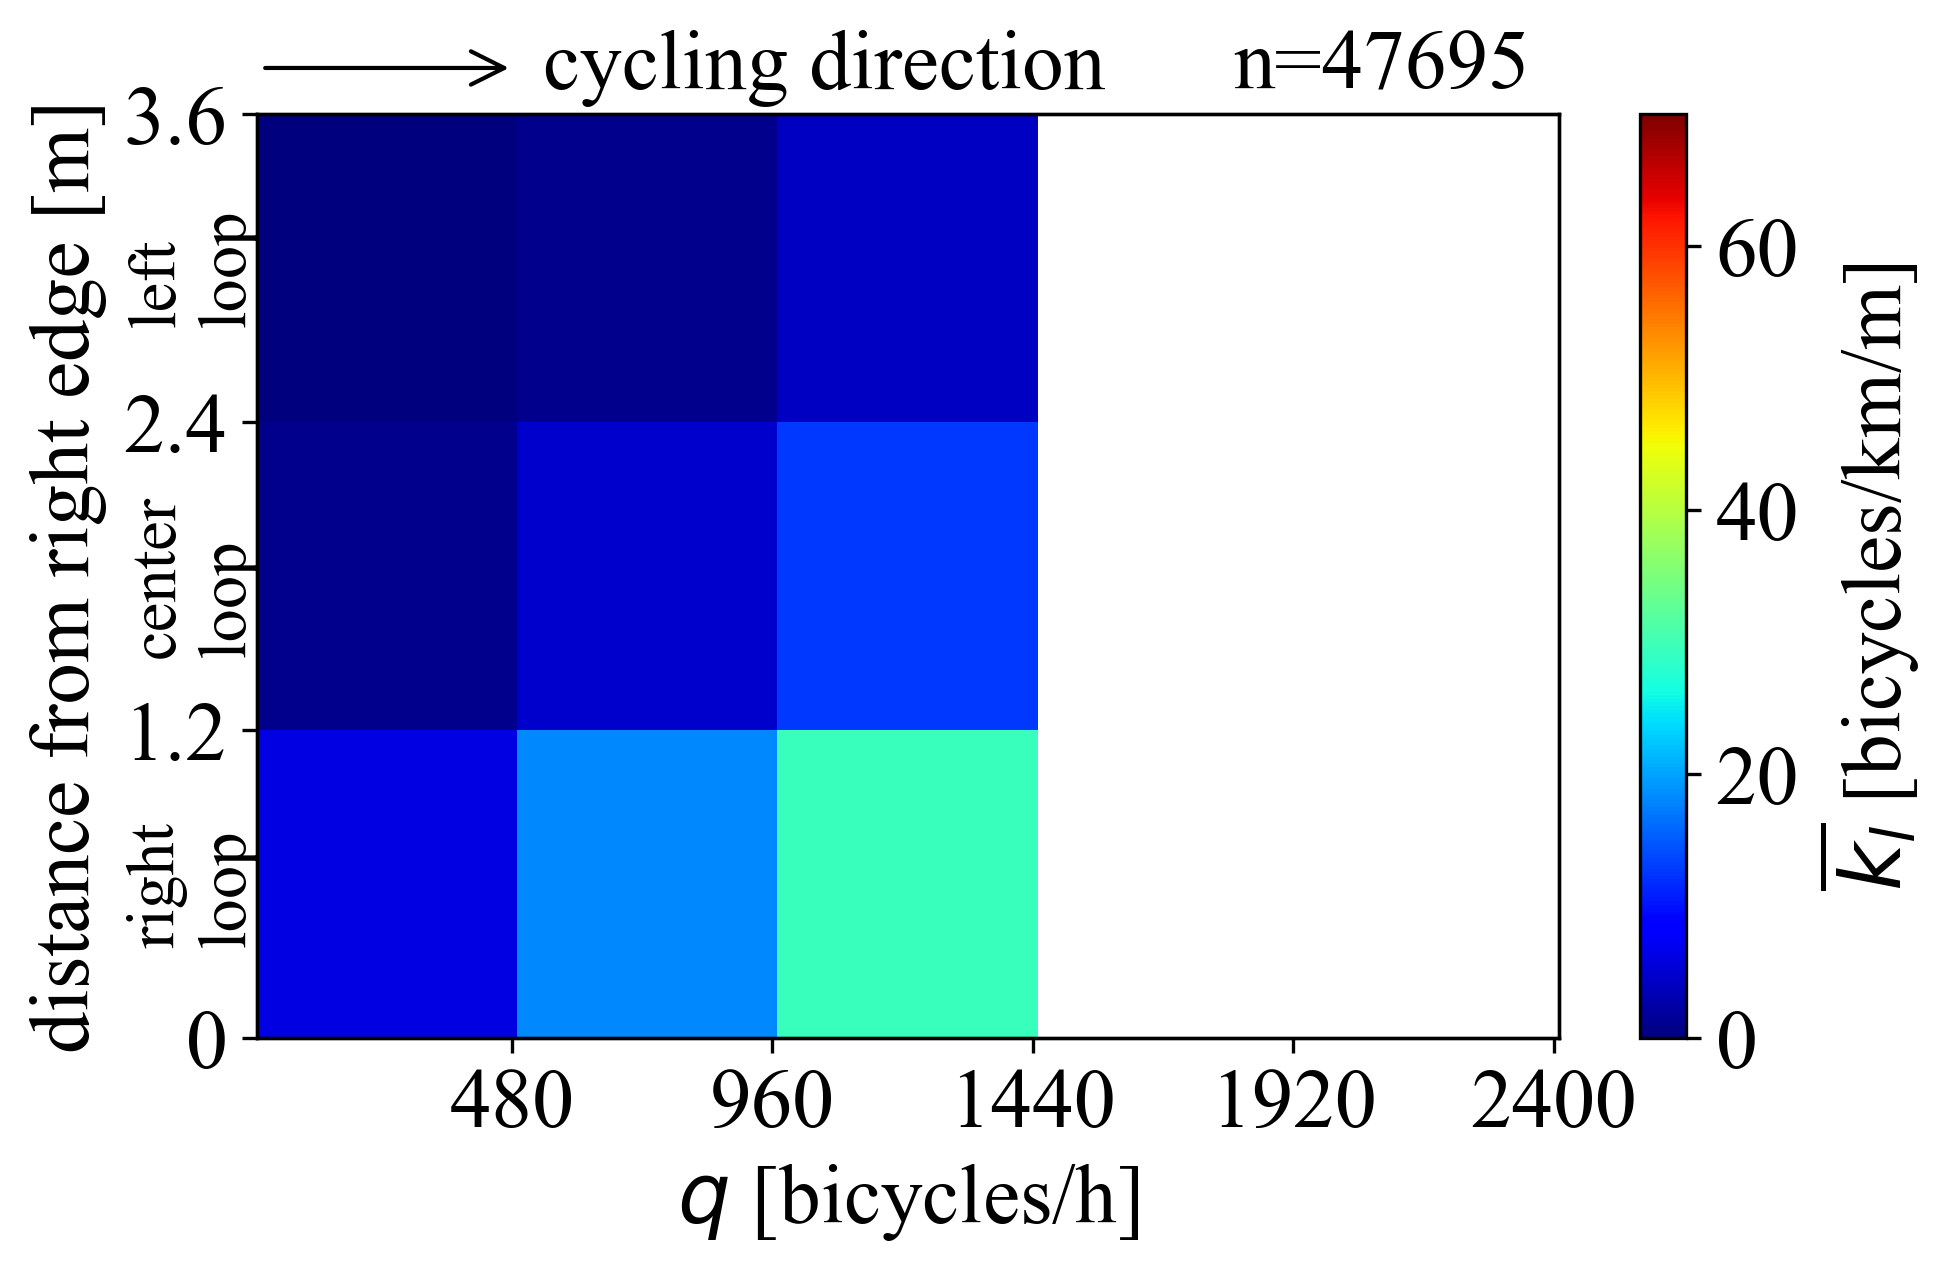 cycling direction n=47695
distance from right edge [m]
3.6
left loop
2.4
center loop
1.2
right loop
0
480 960 1440 1920 2400
q [bicycles/h]
60
40
20
0
k̅ₗ [bicycles/km/m]